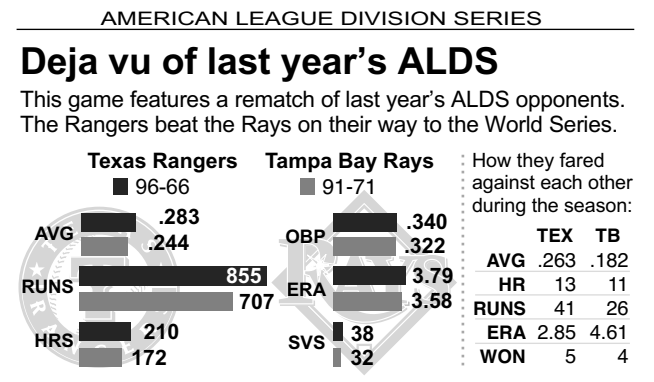 AMERICAN LEAGUE DIVISION SERIES
Deja vu of last year's ALDS
This game features a rematch of last year's ALDS opponents.
The Rangers beat the Rays on their way to the World Series.
Texas Rangers
96-66
Tampa Bay Rays
91-71
AVG .283
.244
RUNS 855
707
HRS 210
172
OBP .340
.322
ERA 3.79
3.58
SVS 38
32
How they fared
against each other
during the season:
TEX TB
AVG .263 .182
HR 13 11
RUNS 41 26
ERA 2.85 4.61
WON 5 4